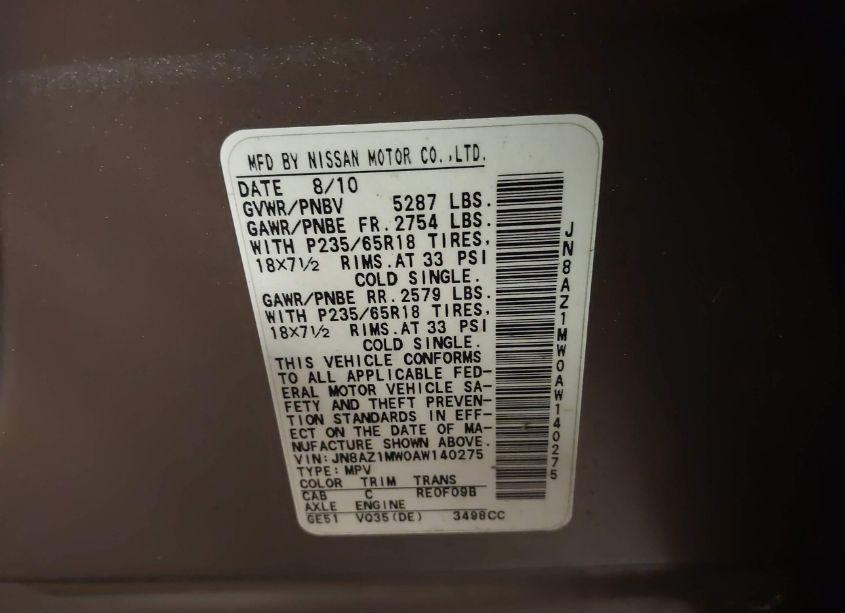 MFD BY NISSAN MOTOR CO.,LTD.
DATE 8/10
GVWR/PNBV 5287 LBS.
GAWR/PNBE FR. 2754 LBS.
WITH P235/65R18 TIRES,
18X7½ RIMS.AT 33 PSI
COLD SINGLE.
GAWR/PNBE RR. 2579 LBS.
WITH P235/65R18 TIRES,
18X7½ RIMS.AT 33 PSI
COLD SINGLE.
THIS VEHICLE CONFORMS
TO ALL APPLICABLE FED-
ERAL MOTOR VEHICLE SA-
FETY AND THEFT PREVEN-
TION STANDARDS IN EFF-
ECT ON THE DATE OF MA-
NUFACTURE SHOWN ABOVE.
VIN: JN8AZ1MW0AW140275
TYPE: MPV
COLOR TRIM TRANS
CAB C RE0F09B
AXLE ENGINE
GE51 VQ35(DE) 3498CC
JN8AZ1MW0AW140275